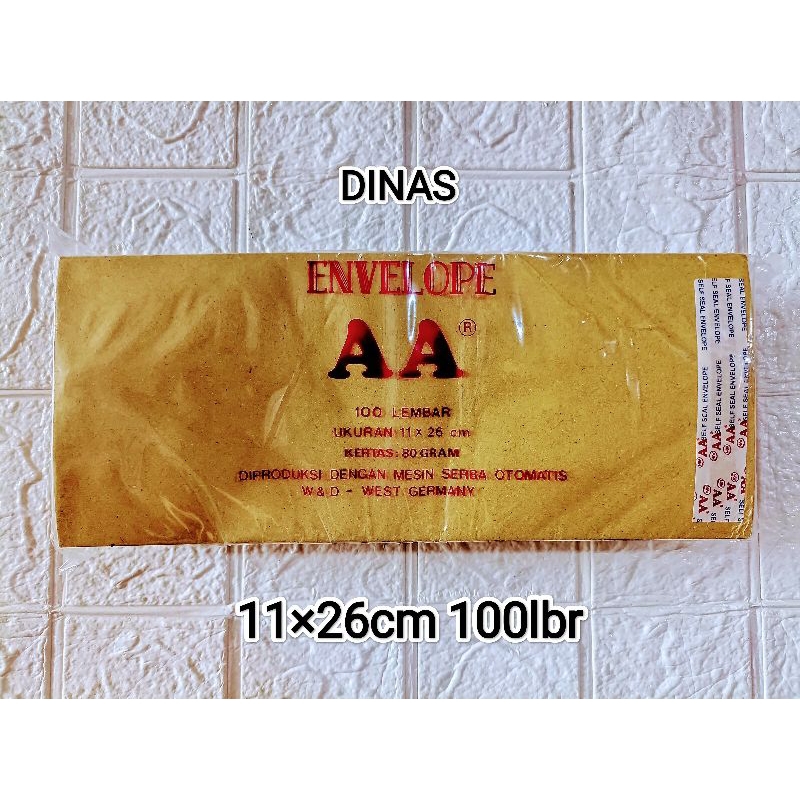 DINAS
ENVELOPE
AA®
100 LEMBAR
UKURAN: 11 x 26 cm
KERTAS: 80 GRAM
DIPRODUKSI DENGAN MESIN SERBA OTOMATIS
W & D - WEST GERMANY
SELF SEAL ENVELOPE
AA
11×26cm 100lbr